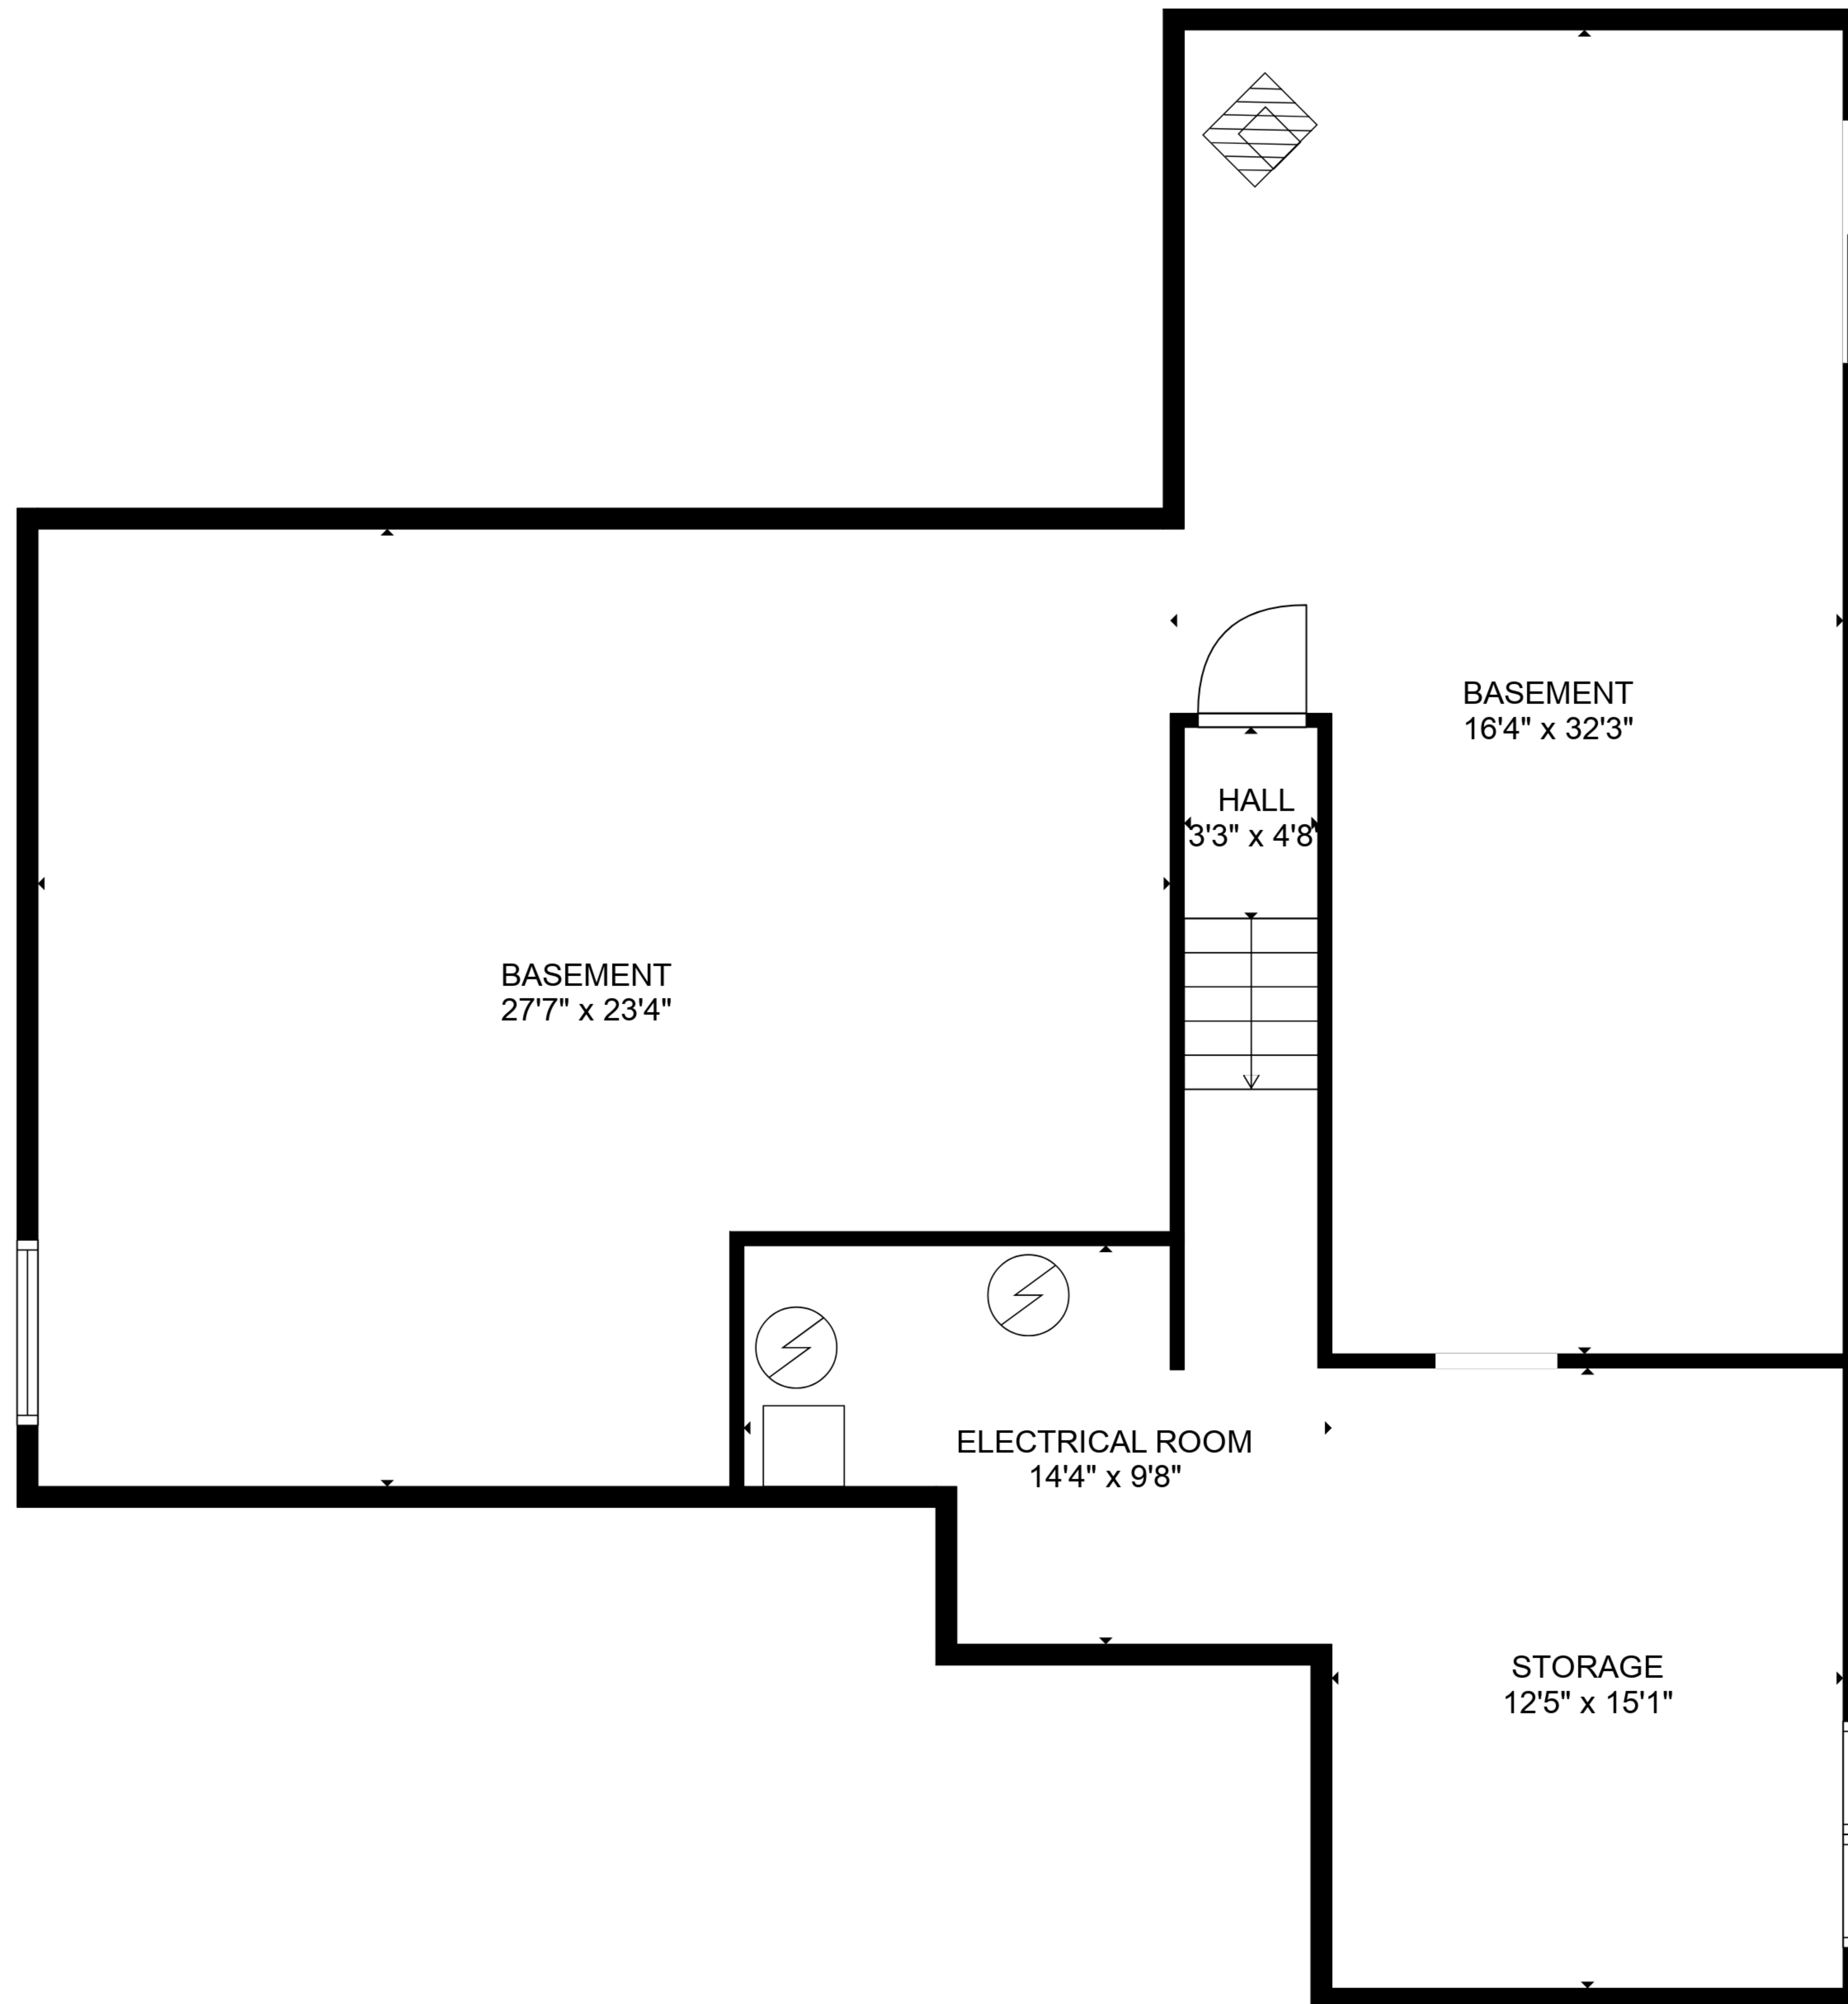 BASEMENT
16'4" x 32'3"
HALL
3'3" x 4'8"
BASEMENT
27'7" x 23'4"
ELECTRICAL ROOM
14'4" x 9'8"
STORAGE
12'5" x 15'1"